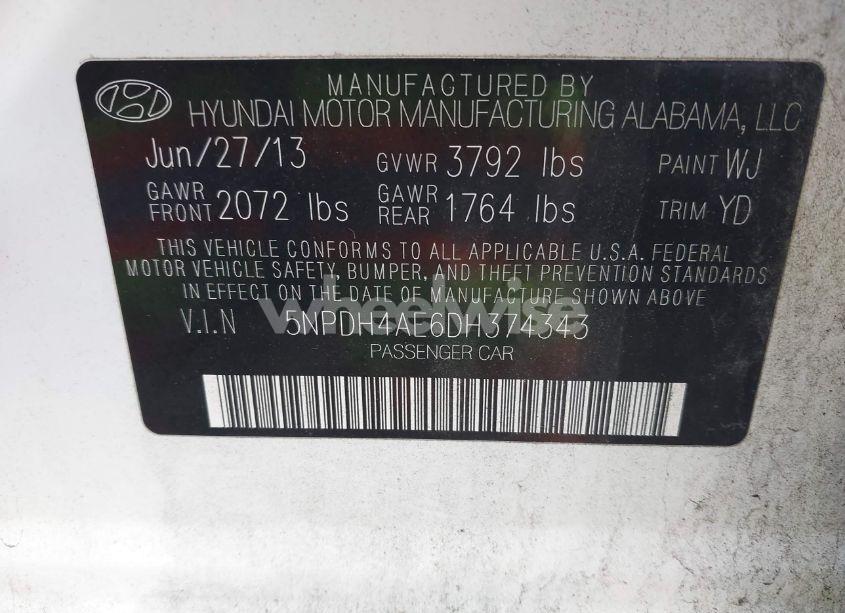 MANUFACTURED BY
HYUNDAI MOTOR MANUFACTURING ALABAMA, LLC
Jun/27/13 GVWR 3792 lbs PAINT WJ
GAWR FRONT 2072 lbs GAWR REAR 1764 lbs TRIM YD
THIS VEHICLE CONFORMS TO ALL APPLICABLE U.S.A. FEDERAL
MOTOR VEHICLE SAFETY, BUMPER, AND THEFT PREVENTION STANDARDS
IN EFFECT ON THE DATE OF MANUFACTURE SHOWN ABOVE
wheelwise
V.I.N 5NPDH4AE6DH374343
PASSENGER CAR